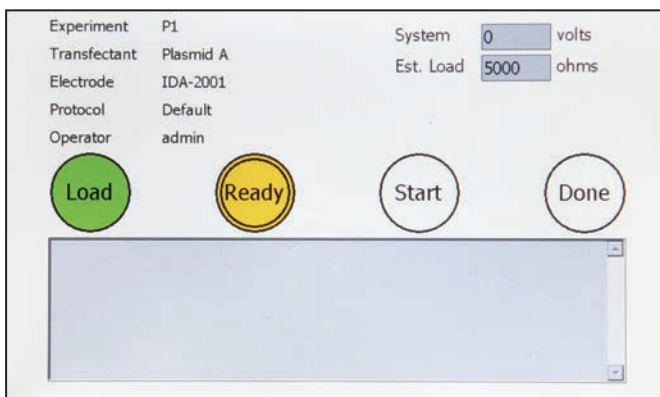 Experiment P1
Transfectant Plasmid A
Electrode IDA-2001
Protocol Default
Operator admin
System 0 volts
Est. Load 5000 ohms
Load Ready Start Done